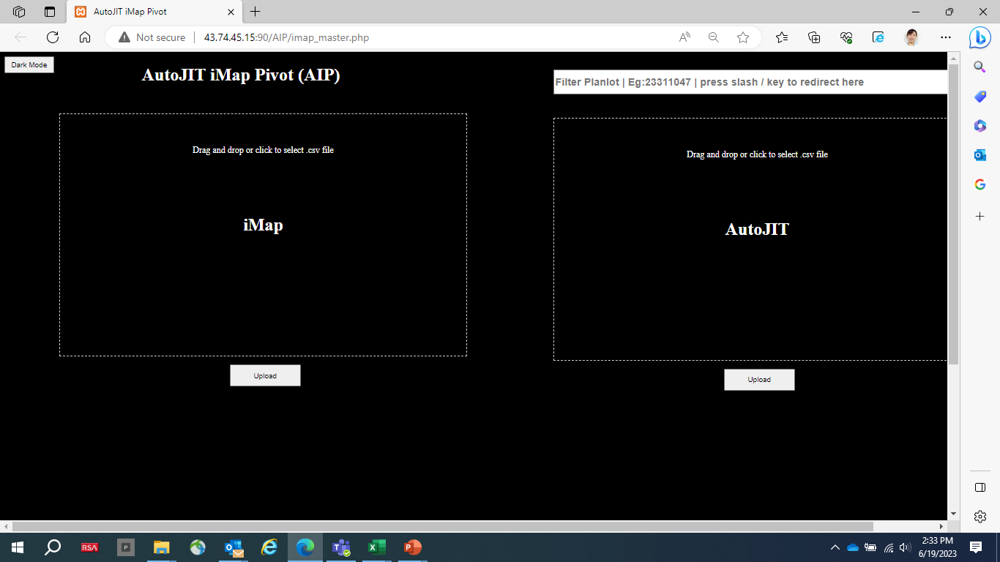 AutoJIT iMap Pivot
Not secure
43.74.45.15:90/AIP/imap_master.php
Dark Mode
AutoJIT iMap Pivot (AIP)
Filter Planlot | Eg:23311047 | press slash / key to redirect here
Drag and drop or click to select .csv file
iMap
Upload
Drag and drop or click to select .csv file
AutoJIT
Upload
RSA
P
2:33 PM
6/19/2023